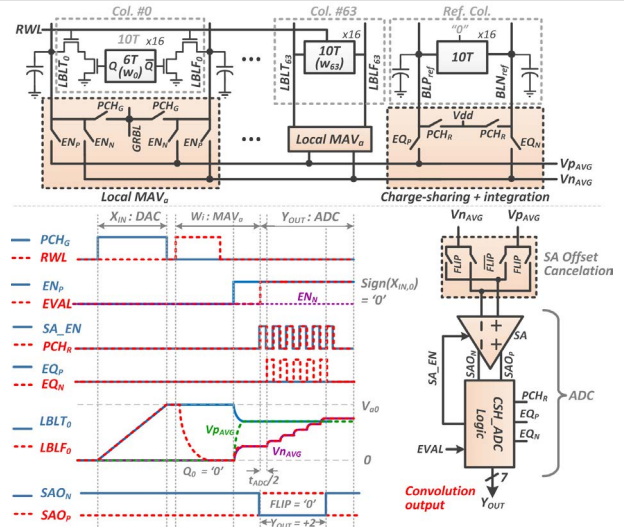 Col. #0
Col. #63
Ref. Col.
RWL
10T
x16
6T
(w0)
Q
Q̅
LBLT0
LBLF0
10T
(w63)
x16
LBLT63
LBLF63
"0"
x16
10T
BLPref
BLNref
PCHG
PCHG
GRBL
ENP
ENN
ENN
ENP
Local MAVa
Vdd
PCHR
PCHR
EQP
EQN
VpAVG
VnAVG
Local MAVa
Charge-sharing + integration
XIN : DAC
Wi : MAVa
YOUT : ADC
PCHG
RWL
ENP
EVAL
ENN
Sign(XIN,0)
= '0'
SA_EN
PCHR
EQP
EQN
LBLT0
LBLF0
VpAVG
VnAVG
Va0
0
Q0 = '0'
tADC/2
SAON
SAOP
FLIP = '0'
YOUT = +2
VnAVG
VpAVG
FLIP
FLIP
FLIP
SA Offset
Cancelation
SA
SA_EN
SAON
SAOP
CSH_ADC
Logic
PCHR
EQP
EQN
ADC
EVAL
7
Convolution
output
YOUT